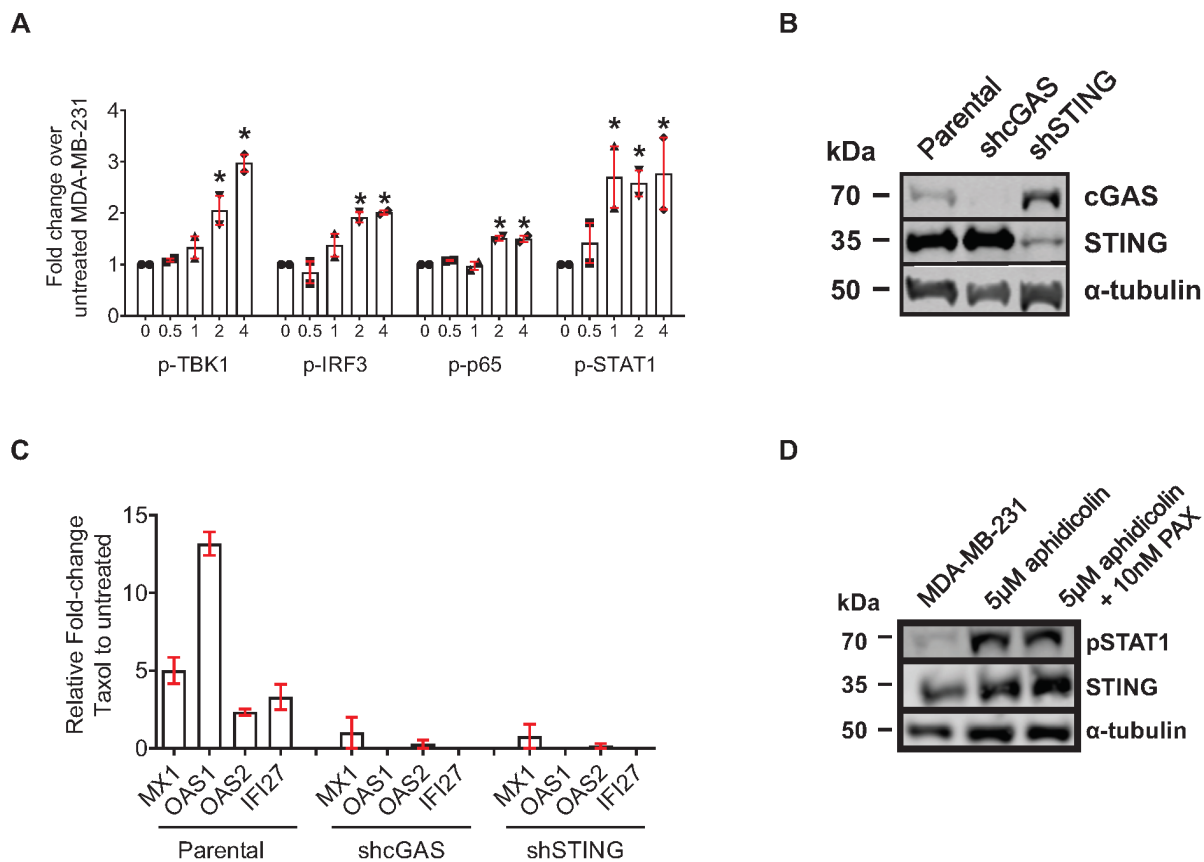 A
Fold change over
untreated MDA-MB-231
4
3
2
1
0
0 0.5 1 2 4 0 0.5 1 2 4 0 0.5 1 2 4 0 0.5 1 2 4
p-TBK1 p-IRF3 p-p65 p-STAT1
* * * * * * * * *
B
Parental shcGAS shSTING
kDa
70 cGAS
35 STING
50 α-tubulin
C
Relative Fold-change
Taxol to untreated
15
10
5
0
MX1 OAS1 OAS2 IFI27 MX1 OAS1 OAS2 IFI27 MX1 OAS1 OAS2 IFI27
Parental shcGAS shSTING
D
MDA-MB-231
5µM aphidicolin
5µM aphidicolin
+ 10nM PAX
kDa
70 pSTAT1
35 STING
50 α-tubulin